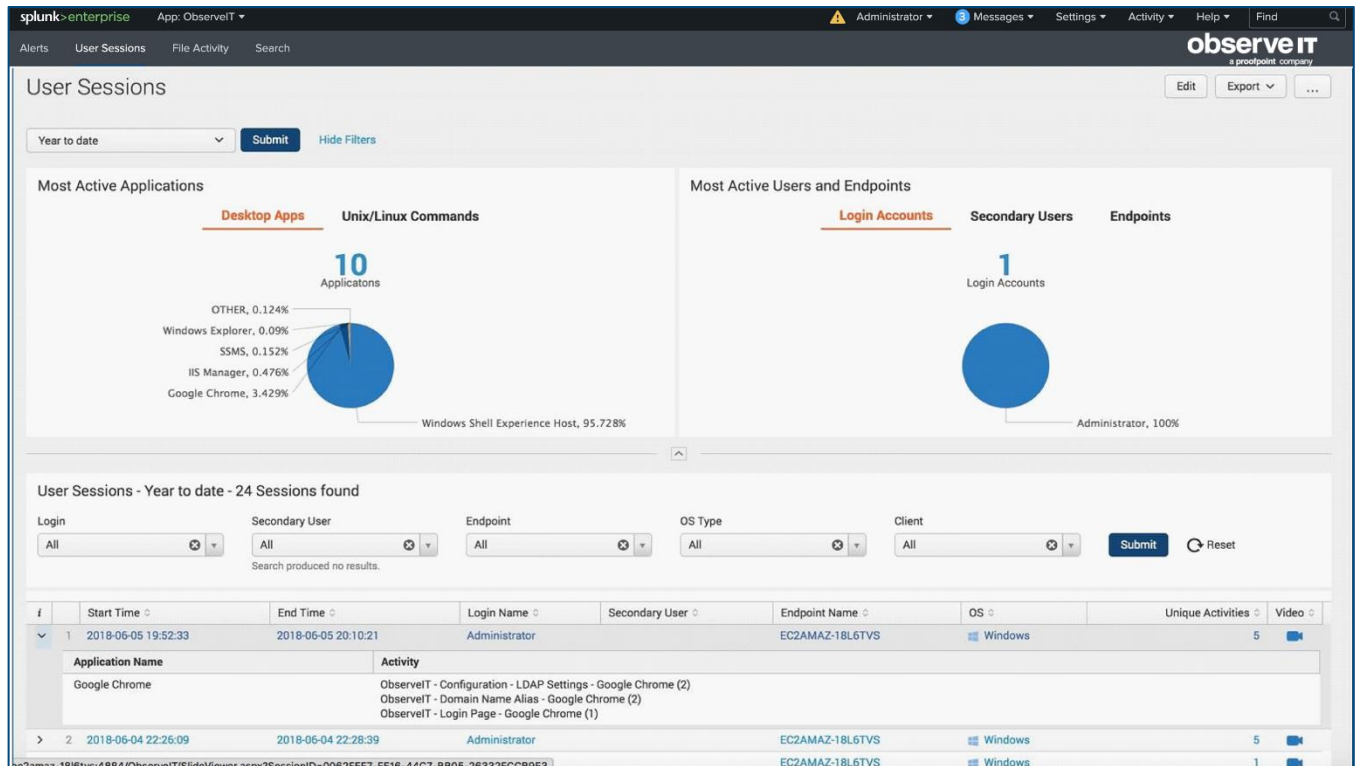 splunk>enterprise App: ObserveIT Administrator 3 Messages Settings Activity Help Find
Alerts User Sessions File Activity Search
observe IT
a proofpoint company
User Sessions
Edit Export ...
Year to date Submit Hide Filters
Most Active Applications
Desktop Apps Unix/Linux Commands
10
Applicatons
OTHER, 0.124%
Windows Explorer, 0.09%
SSMS, 0.152%
IIS Manager, 0.476%
Google Chrome, 3.429%
Windows Shell Experience Host, 95.728%
Most Active Users and Endpoints
Login Accounts Secondary Users Endpoints
1
Login Accounts
Administrator, 100%
User Sessions - Year to date - 24 Sessions found
Login Secondary User Endpoint OS Type Client
All All All All All Submit Reset
Search produced no results.
i Start Time End Time Login Name Secondary User Endpoint Name OS Unique Activities Video
1 2018-06-05 19:52:33 2018-06-05 20:10:21 Administrator EC2AMAZ-18L6TVS Windows 5
Application Name Activity
Google Chrome ObserveIT - Configuration - LDAP Settings - Google Chrome (2)
ObserveIT - Domain Name Alias - Google Chrome (2)
ObserveIT - Login Page - Google Chrome (1)
2 2018-06-04 22:26:09 2018-06-04 22:28:39 Administrator EC2AMAZ-18L6TVS Windows 5
EC2AMAZ-18L6TVS Windows 1